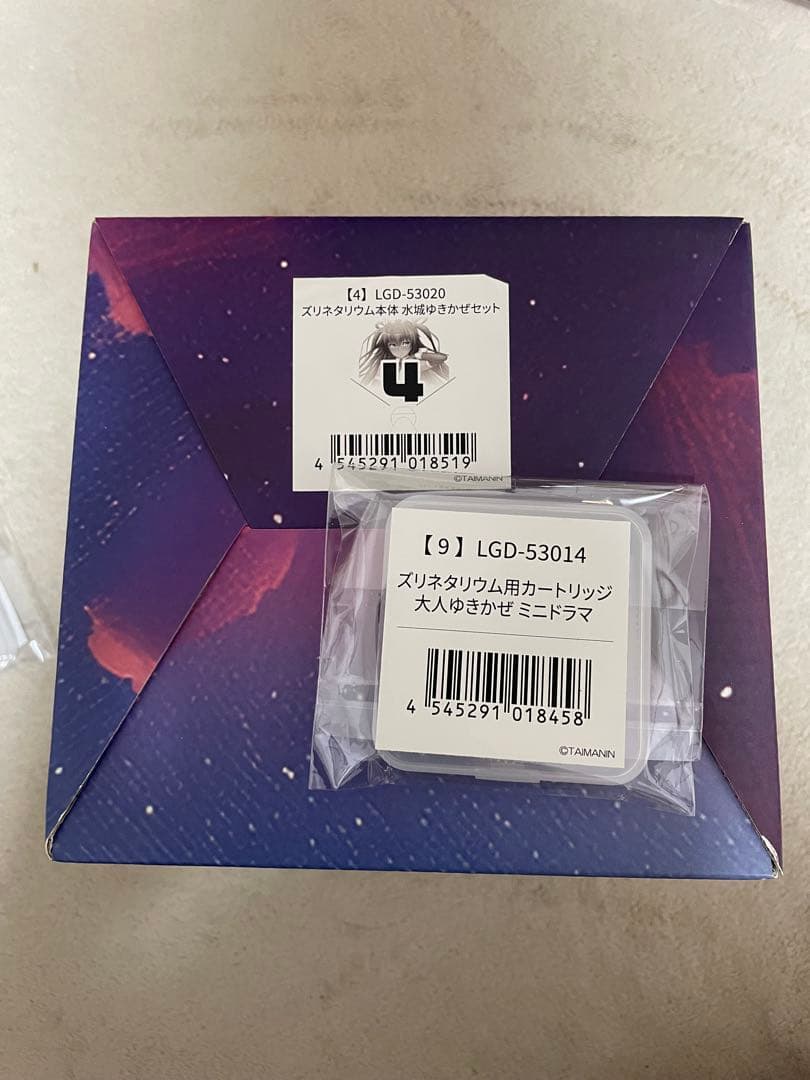 【4】LGD-53020
ズリネタリウム本体 水城ゆきかぜセット
4
4 545291 018519
©TAIMANIN
【9】LGD-53014
ズリネタリウム用カートリッジ
大人ゆきかぜ ミニドラマ
4 545291 018458
©TAIMANIN